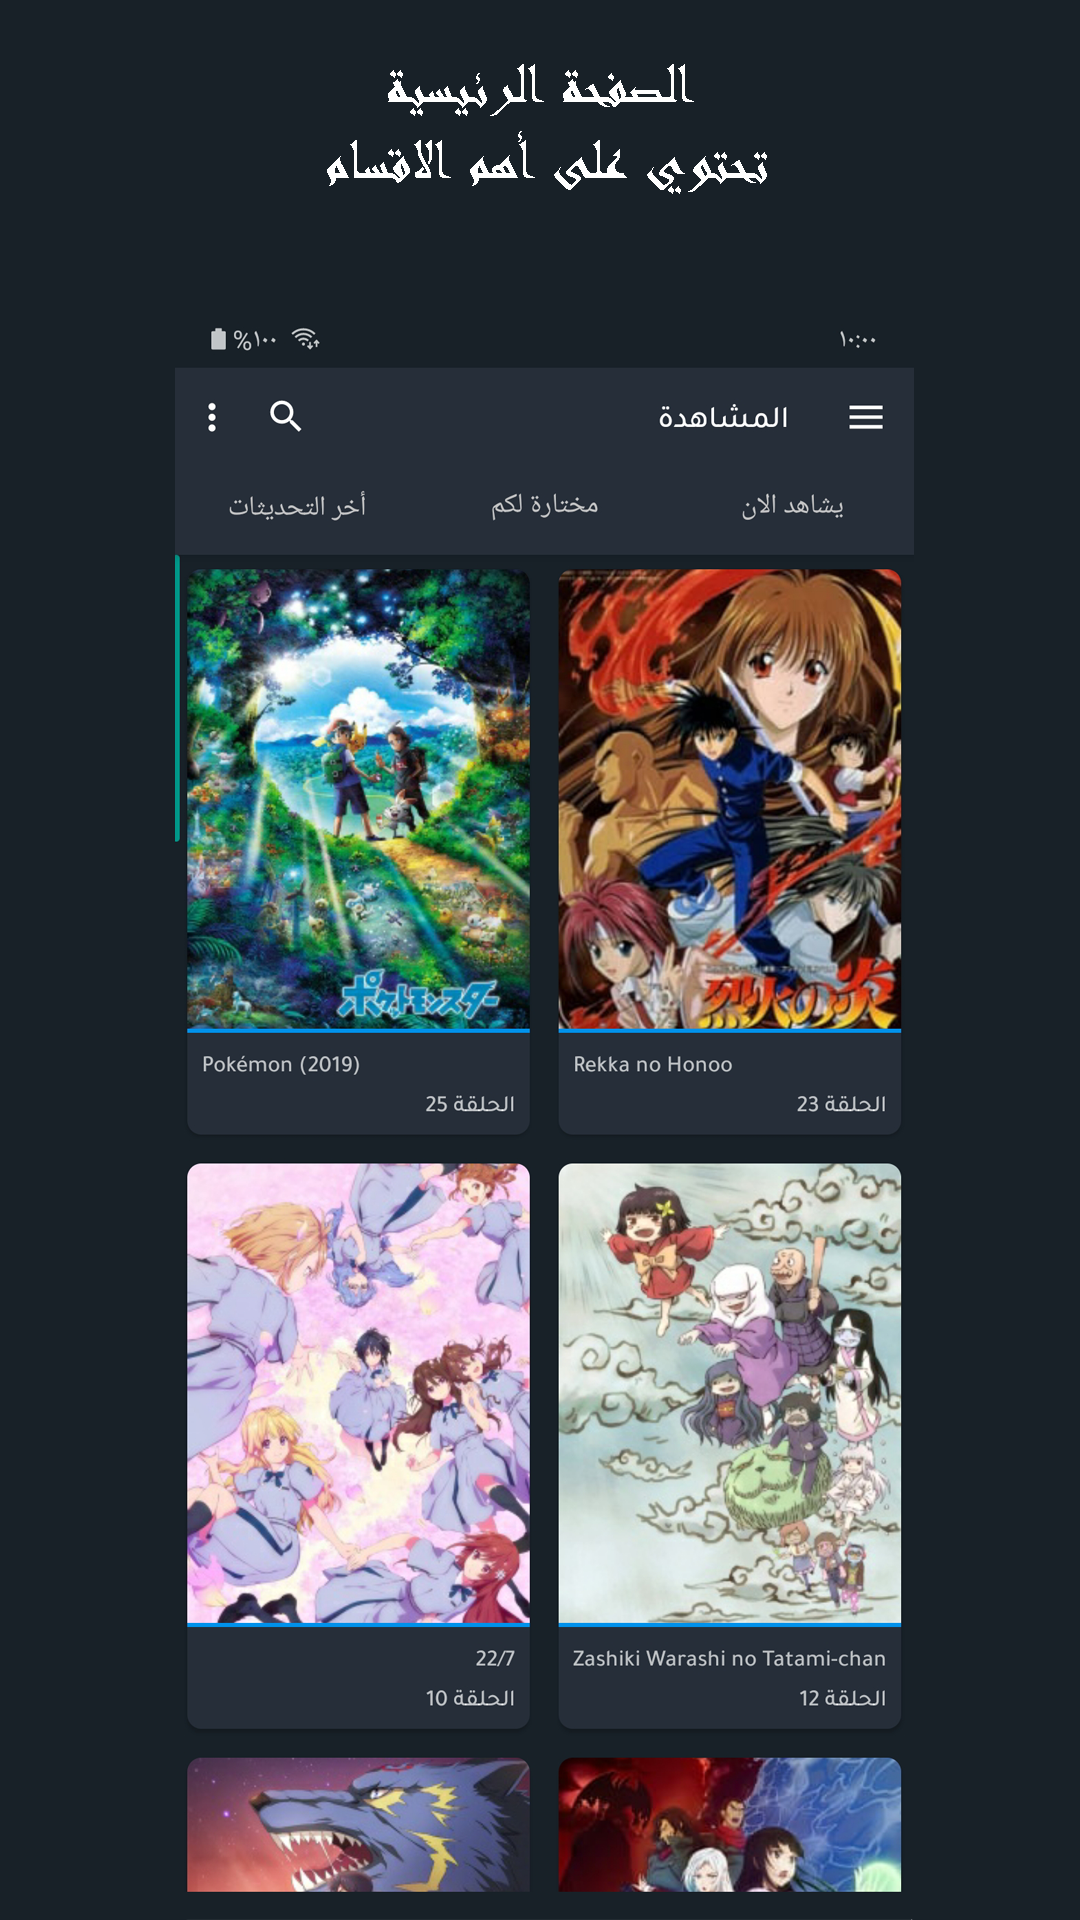 الصفحة الرئيسية
تحتوي على أهم الاقسام
١٠:٠٠
%١٠٠
المشاهدة
يشاهد الان
مختارة لكم
أخر التحديثات
烈火の炎
Rekka no Honoo
الحلقة 23
ポケットモンスター
Pokémon (2019)
الحلقة 25
Zashiki Warashi no Tatami-chan
الحلقة 12
22/7
الحلقة 10